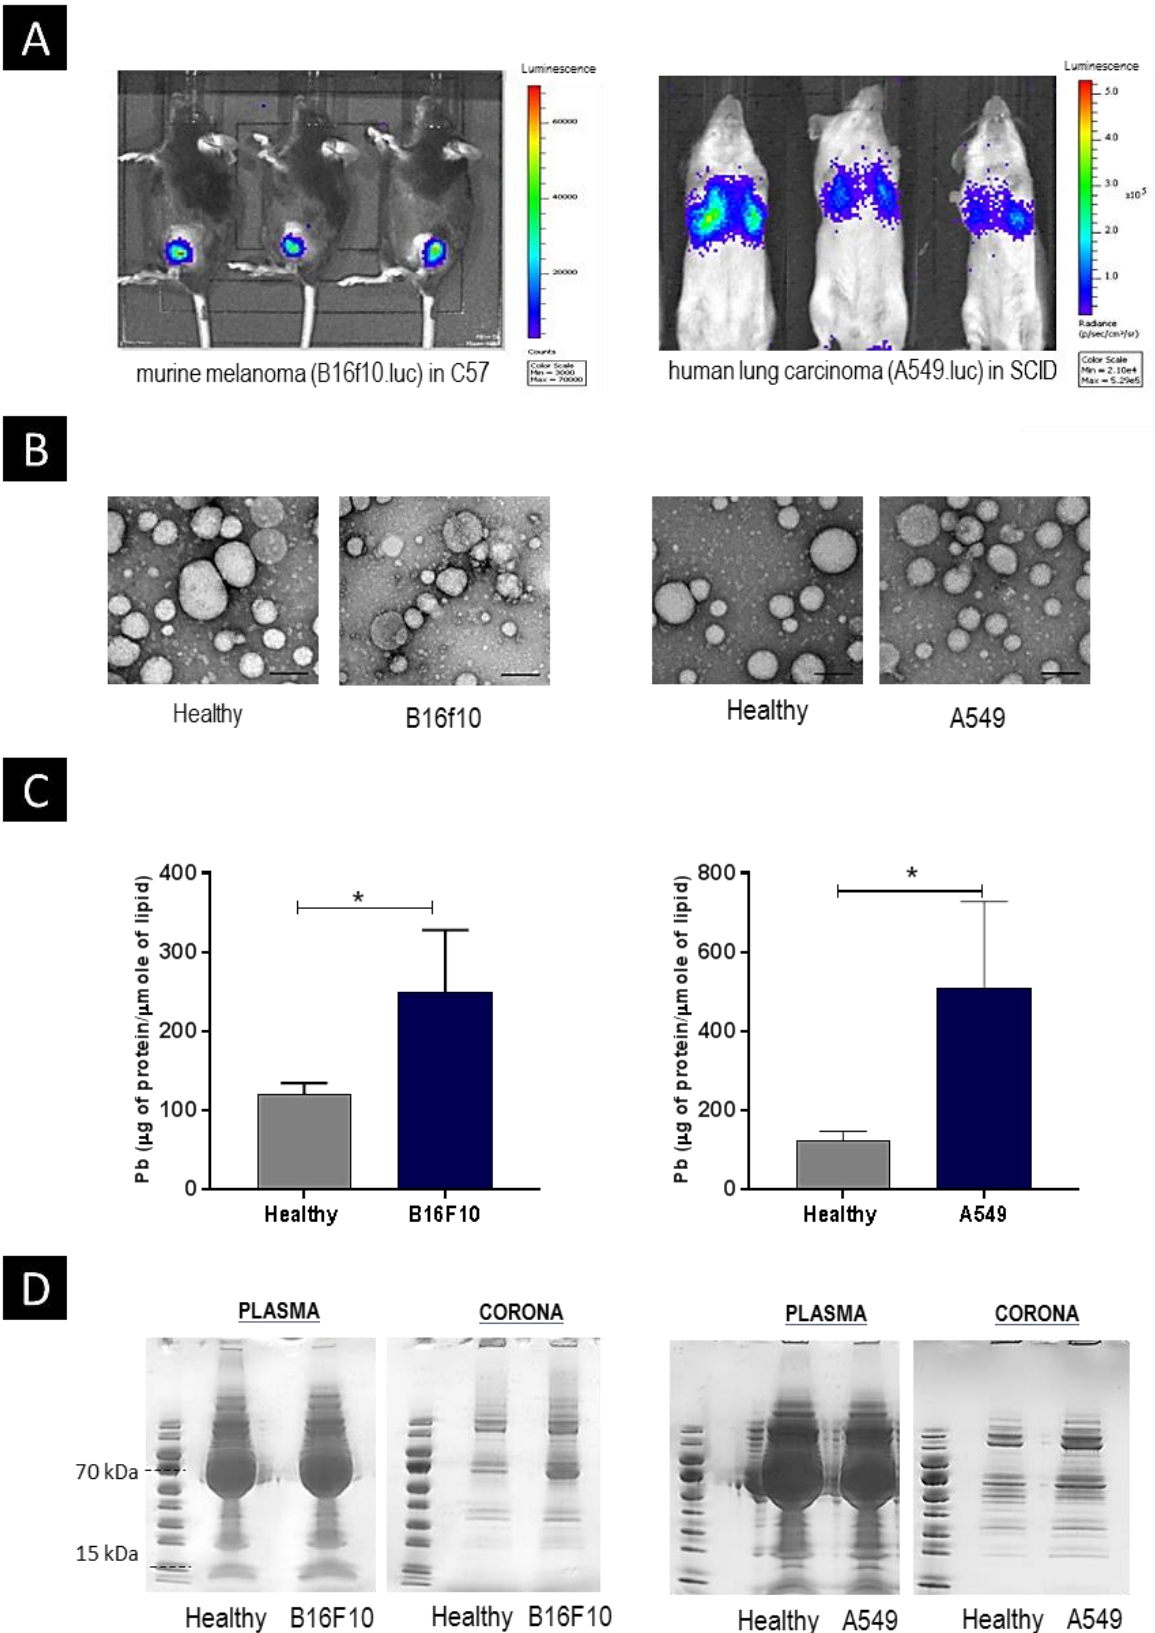 A
Luminescence
60000
40000
20000
Counts
Color Scale
Min = 3000
Max = 70000
murine melanoma (B16f10.luc) in C57
Luminescence
5.0
4.0
3.0
x10⁵
2.0
1.0
Radiance
(p/sec/cm²/sr)
Color Scale
Min = 2.10e4
Max = 5.29e5
human lung carcinoma (A549.luc) in SCID
B
Healthy
B16f10
Healthy
A549
C
Pb (µg of protein/µmole of lipid)
400
300
200
100
0
*
Healthy
B16F10
Pb (µg of protein/µmole of lipid)
800
600
400
200
0
*
Healthy
A549
D
PLASMA
CORONA
PLASMA
CORONA
70 kDa
15 kDa
Healthy B16F10
Healthy B16F10
Healthy A549
Healthy A549